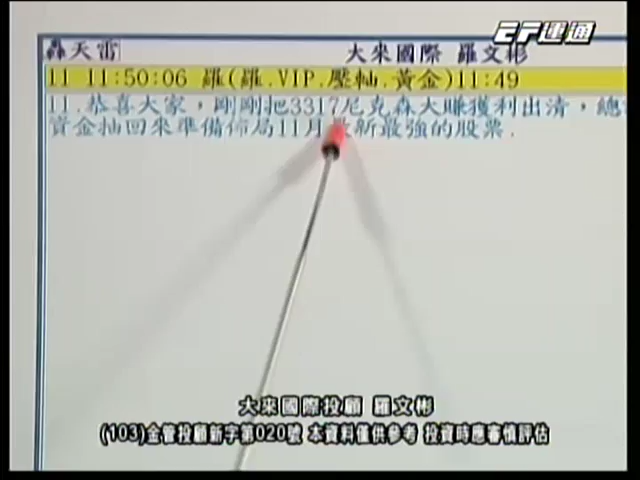 EF運通
轟天雷
大來國際 羅文彬
11 11:50:06 羅(羅.VIP.壓軸.黃金)11:49
11.恭喜大家,剛剛把3317尼克森大賺獲利出清,總
資金抽回來準備佈局11月最新最強的股票.
大來國際投顧 羅文彬
(103)金管投顧新字第020號 本資料僅供參考 投資時應審慎評估